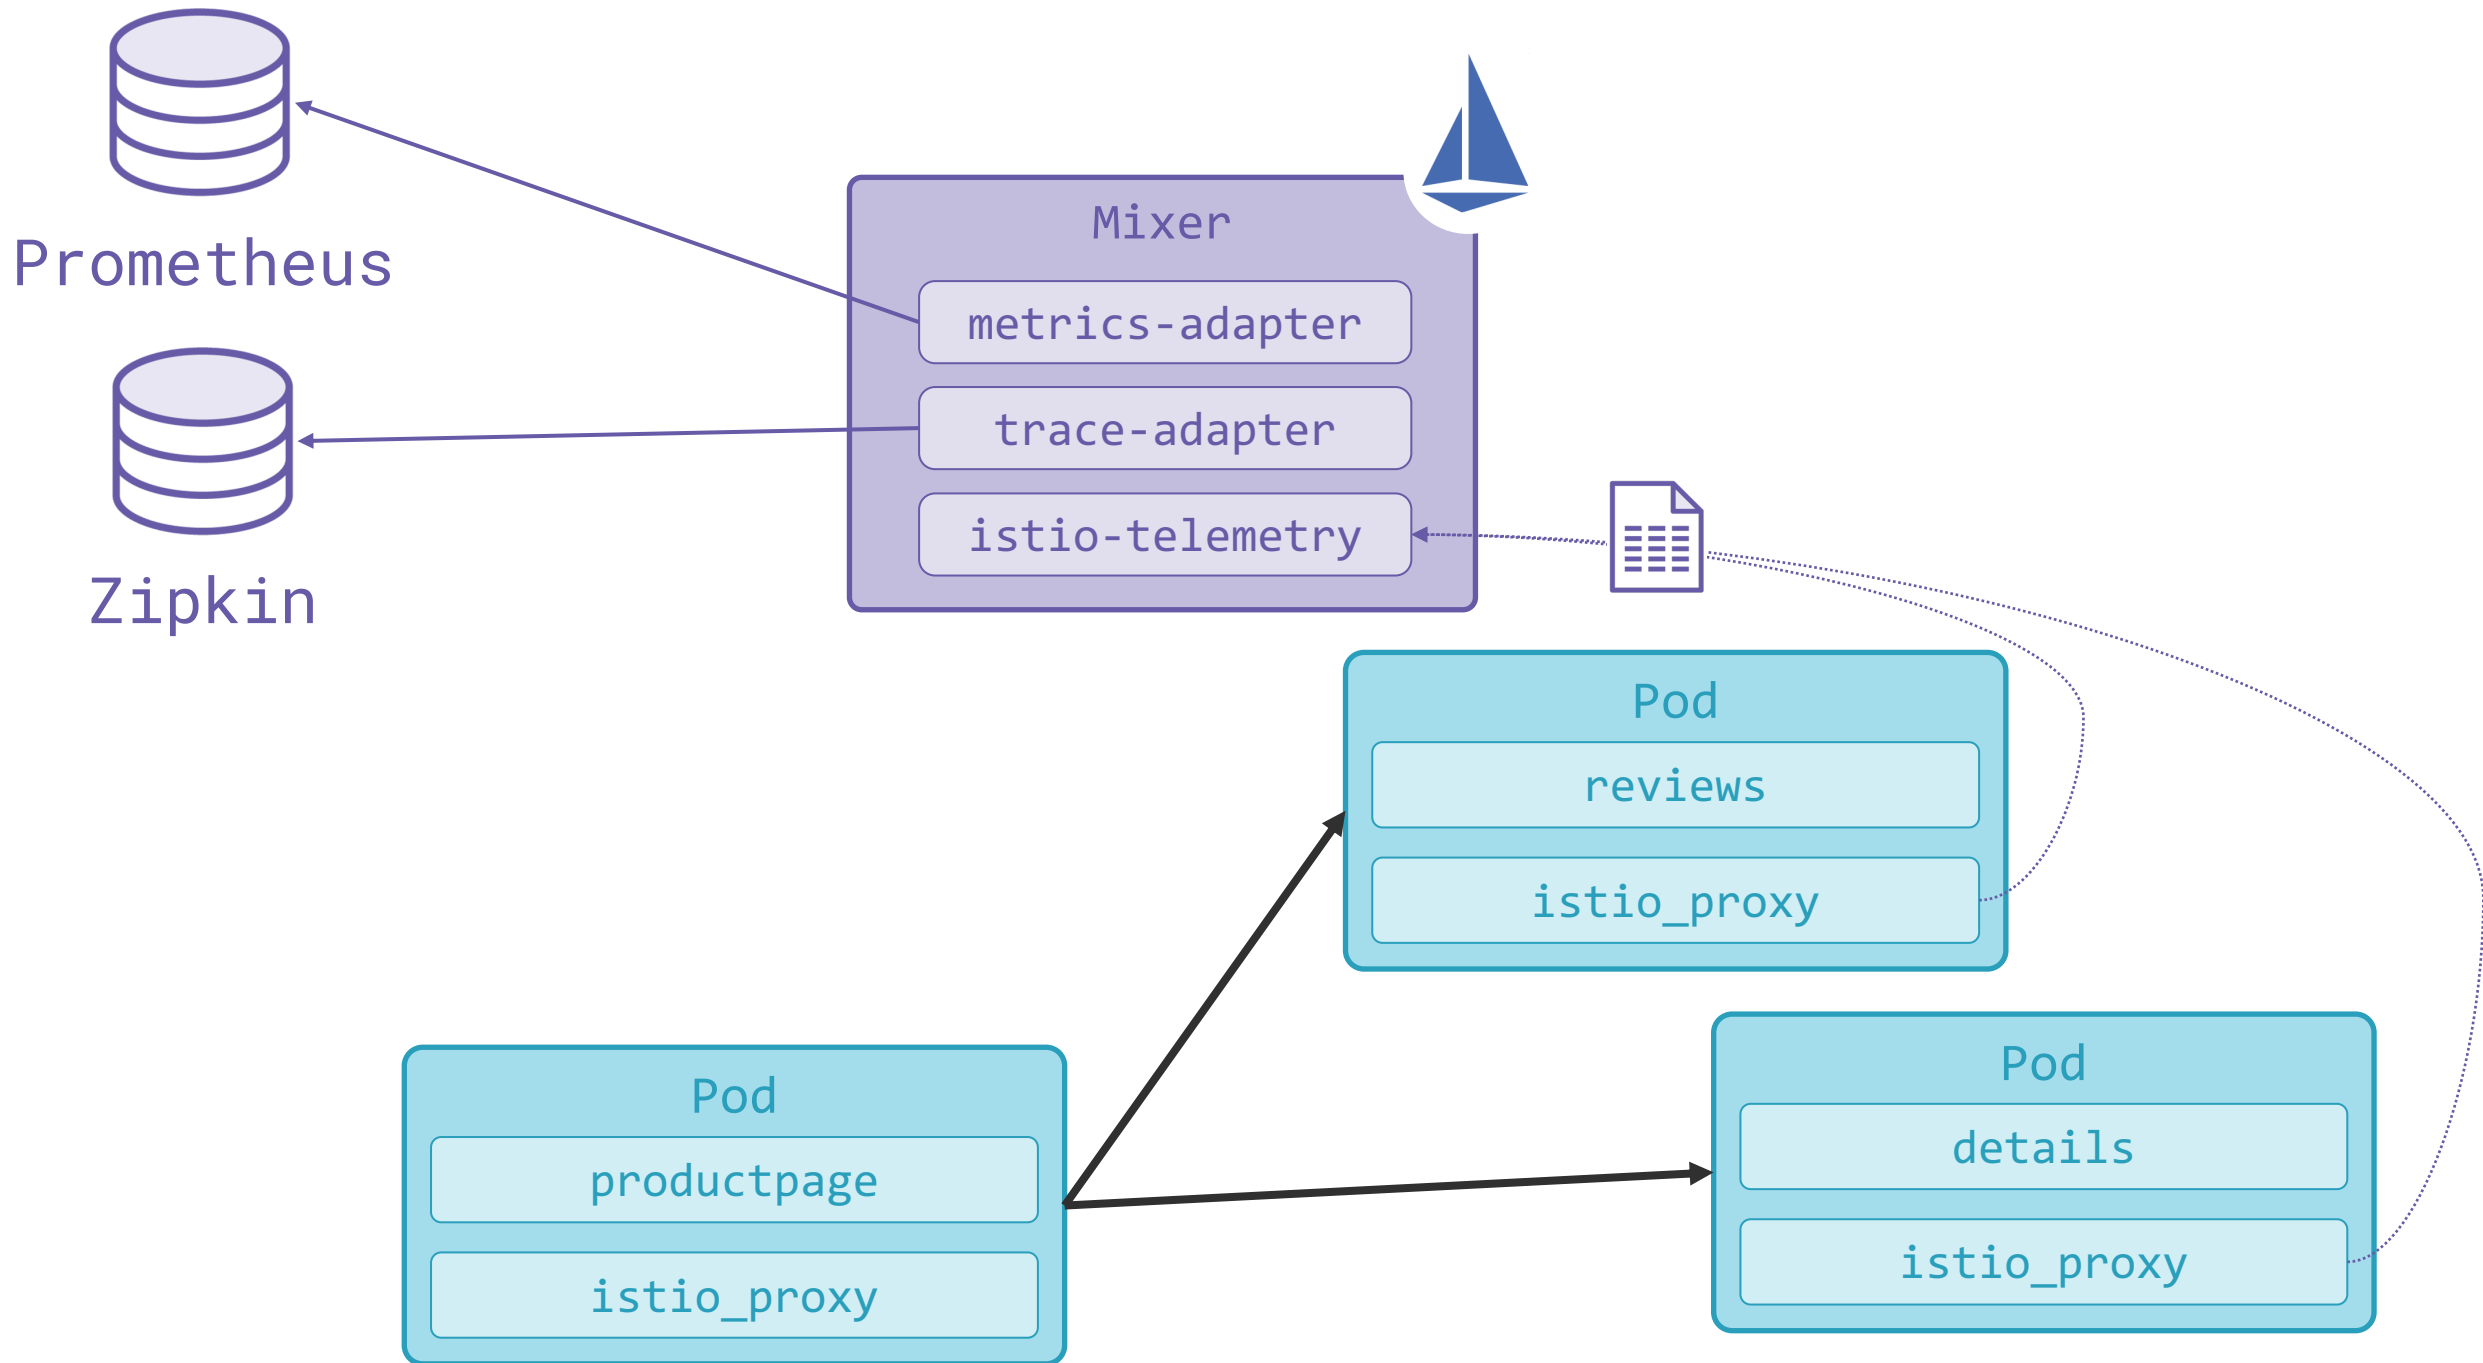 Prometheus
Zipkin
Mixer
metrics-adapter
trace-adapter
istio-telemetry
Pod
reviews
istio_proxy
Pod
productpage
istio_proxy
Pod
details
istio_proxy